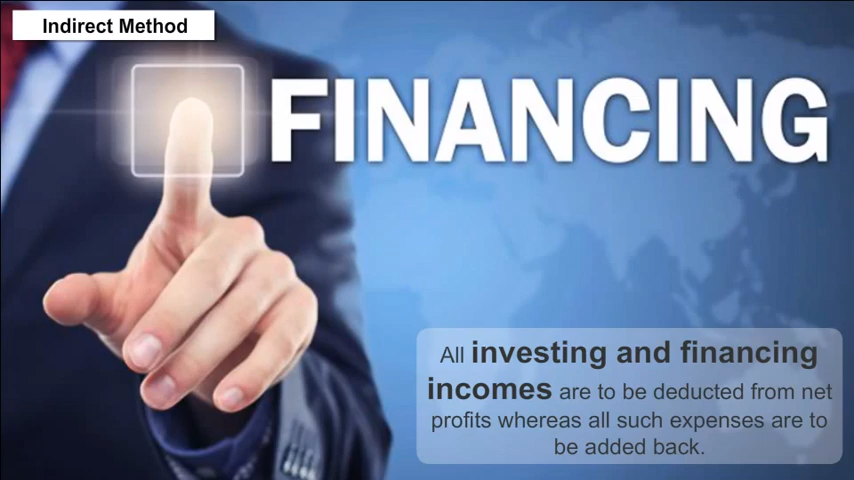 Indirect Method
FINANCING
All investing and financing
incomes are to be deducted from net
profits whereas all such expenses are to
be added back.